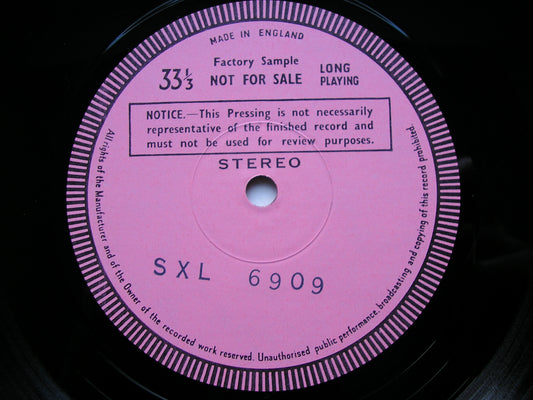 MADE IN ENGLAND
Factory Sample
33⅓ NOT FOR SALE LONG PLAYING
NOTICE.—This Pressing is not necessarily
representative of the finished record and
must not be used for review purposes.
STEREO
SXL 6909
All rights of the Manufacturer and of the Owner of the recorded work reserved. Unauthorised public performance, broadcasting and copying of this record prohibited.